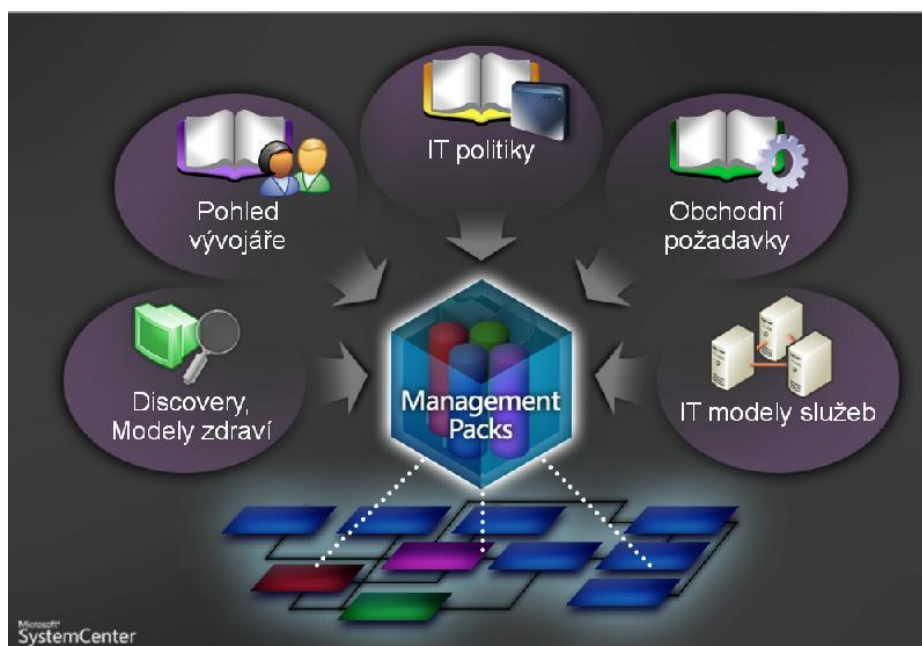 IT politiky
Pohled
vývojáře
Obchodní
požadavky
Discovery,
Modely zdraví
Management
Packs
IT modely služeb
Microsoft®
SystemCenter